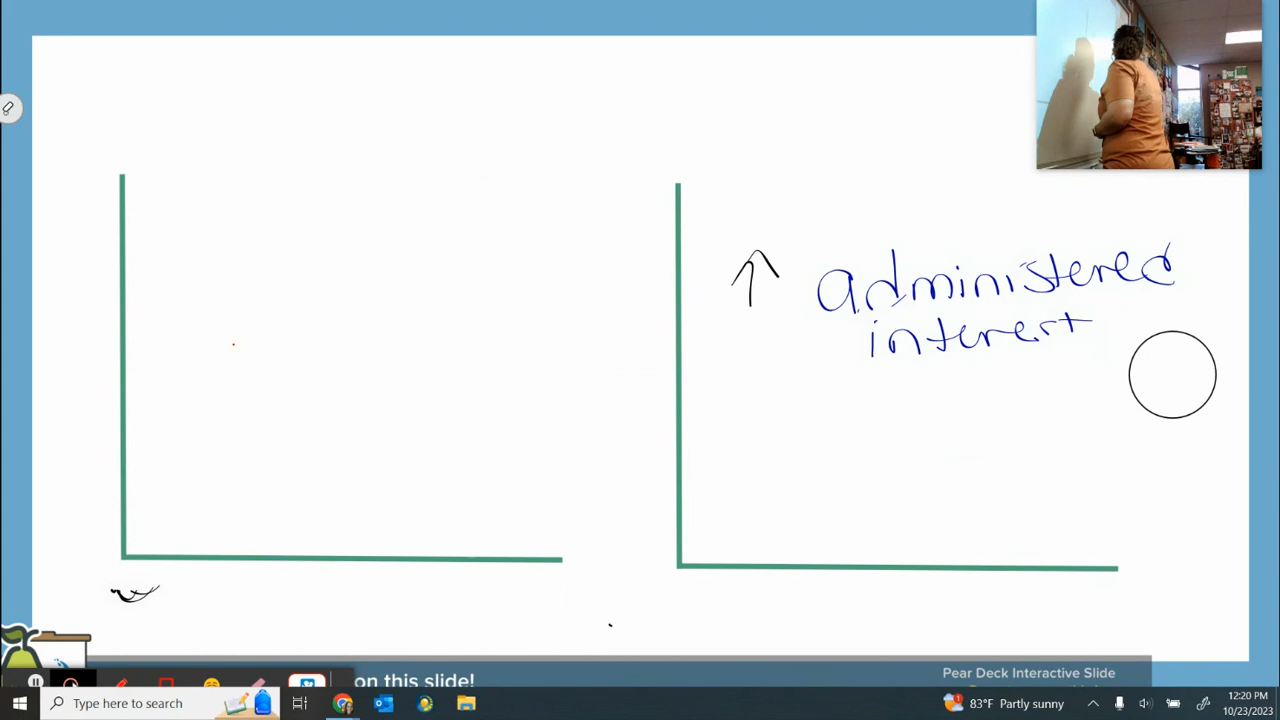 ↑ administered
interest
on this slide!
Pear Deck Interactive Slide
Type here to search
83°F Partly sunny
12:20 PM
10/23/2023